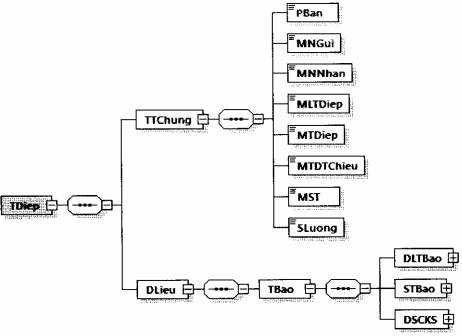 PBan
MNGui
MNNhan
MLTDiep
TTChung
MTDiep
MTDTChieu
MST
TDiep
SLuong
DLTBao
DLieu
TBao
STBao
DSCKS